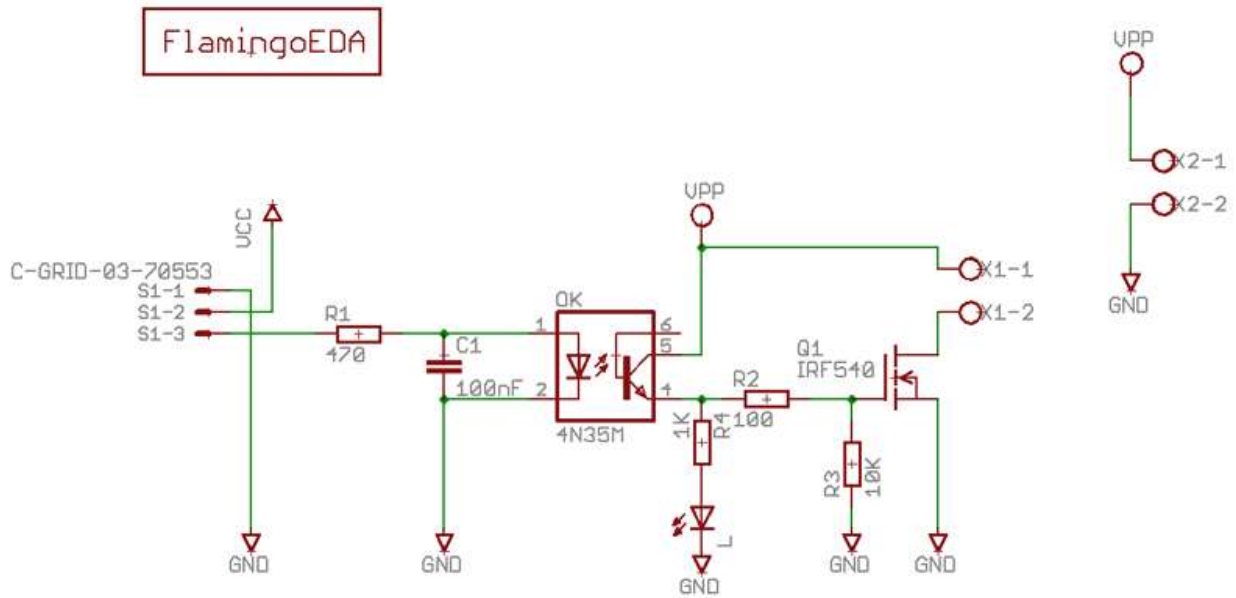 FlamingoEDA
VPP
X2-1
X2-2
GND
VCC
C-GRID-03-70553
S1-1
S1-2
S1-3
R1
470
C1
100nF
GND
GND
OK
1
2
6
5
4
4N35M
VPP
X1-1
X1-2
R2
100
1K
R4
L
GND
Q1
IRF540
R3
10K
GND
GND